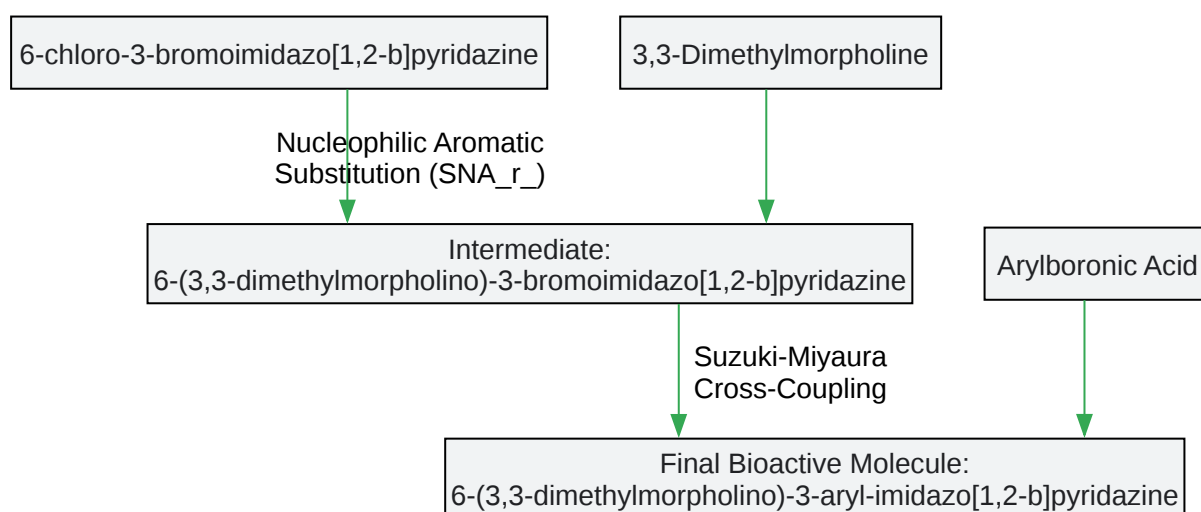 6-chloro-3-bromoimidazo[1,2-b]pyridazine
3,3-Dimethylmorpholine
Nucleophilic Aromatic
Substitution (SNA_r_)
Intermediate:
6-(3,3-dimethylmorpholino)-3-bromoimidazo[1,2-b]pyridazine
Arylboronic Acid
Suzuki-Miyaura
Cross-Coupling
Final Bioactive Molecule:
6-(3,3-dimethylmorpholino)-3-aryl-imidazo[1,2-b]pyridazine